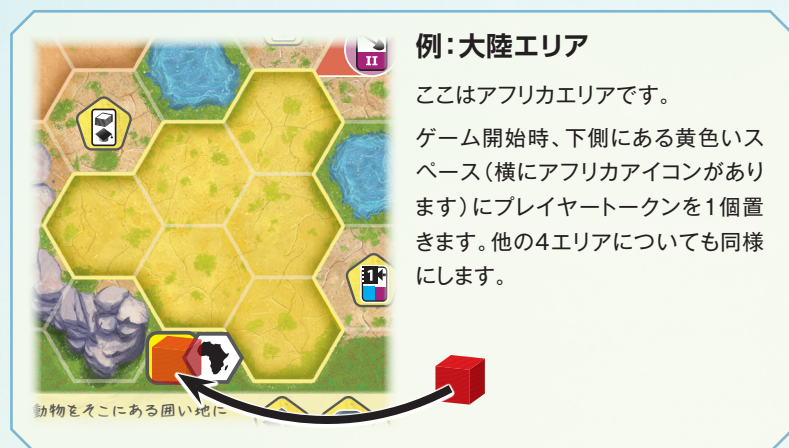 例：大陸エリア
ここはアフリカエリアです。
ゲーム開始時、下側にある黄色いス
ペース（横にアフリカアイコンがあり
ます）にプレイヤートークンを1個置
きます。他の4エリアについても同様
にします。
II
1
動物をそこにある囲い地に